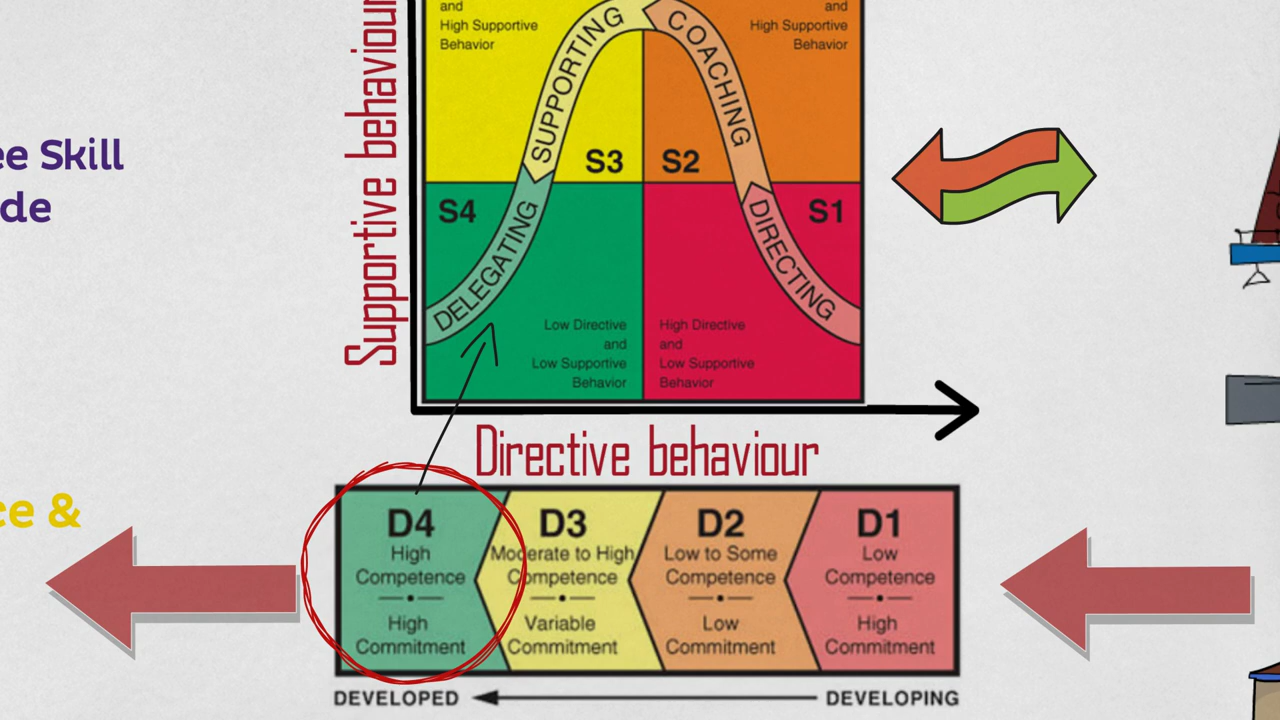 and
High Supportive
Behavior
and
High Supportive
Behavior
Supportive behaviour
SUPPORTING
COACHING
ee Skill
de
S3
S2
S4
S1
DELEGATING
DIRECTING
Low Directive
and
Low Supportive
Behavior
High Directive
and
Low Supportive
Behavior
Directive behaviour
ce &
D4
High
Competence
High
Commitment
D3
Moderate to High
Competence
Variable
Commitment
D2
Low to Some
Competence
Low
Commitment
D1
Low
Competence
High
Commitment
DEVELOPED
DEVELOPING